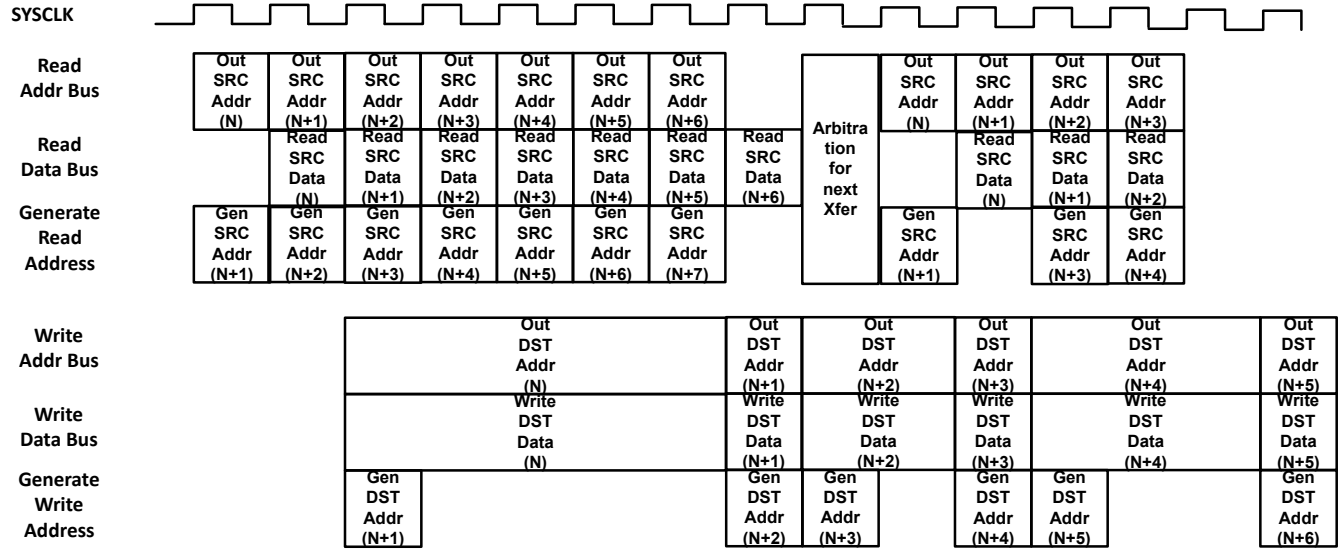 SYSCLK
Read
Addr Bus
Out
SRC
Addr
(N)
Out
SRC
Addr
(N+1)
Out
SRC
Addr
(N+2)
Out
SRC
Addr
(N+3)
Out
SRC
Addr
(N+4)
Out
SRC
Addr
(N+5)
Out
SRC
Addr
(N+6)
Arbitra
tion
for
next
Xfer
Out
SRC
Addr
(N)
Out
SRC
Addr
(N+1)
Out
SRC
Addr
(N+2)
Out
SRC
Addr
(N+3)
Read
Data Bus
Read
SRC
Data
(N)
Read
SRC
Data
(N+1)
Read
SRC
Data
(N+2)
Read
SRC
Data
(N+3)
Read
SRC
Data
(N+4)
Read
SRC
Data
(N+5)
Read
SRC
Data
(N+6)
Read
SRC
Data
(N)
Read
SRC
Data
(N+1)
Read
SRC
Data
(N+2)
Generate
Read
Address
Gen
SRC
Addr
(N+1)
Gen
SRC
Addr
(N+2)
Gen
SRC
Addr
(N+3)
Gen
SRC
Addr
(N+4)
Gen
SRC
Addr
(N+5)
Gen
SRC
Addr
(N+6)
Gen
SRC
Addr
(N+7)
Gen
SRC
Addr
(N+1)
Gen
SRC
Addr
(N+3)
Gen
SRC
Addr
(N+4)
Write
Addr Bus
Out
DST
Addr
(N)
Out
DST
Addr
(N+1)
Out
DST
Addr
(N+2)
Out
DST
Addr
(N+3)
Out
DST
Addr
(N+4)
Out
DST
Addr
(N+5)
Write
Data Bus
Write
DST
Data
(N)
Write
DST
Data
(N+1)
Write
DST
Data
(N+2)
Write
DST
Data
(N+3)
Write
DST
Data
(N+4)
Write
DST
Data
(N+5)
Generate
Write
Address
Gen
DST
Addr
(N+1)
Gen
DST
Addr
(N+2)
Gen
DST
Addr
(N+3)
Gen
DST
Addr
(N+4)
Gen
DST
Addr
(N+5)
Gen
DST
Addr
(N+6)